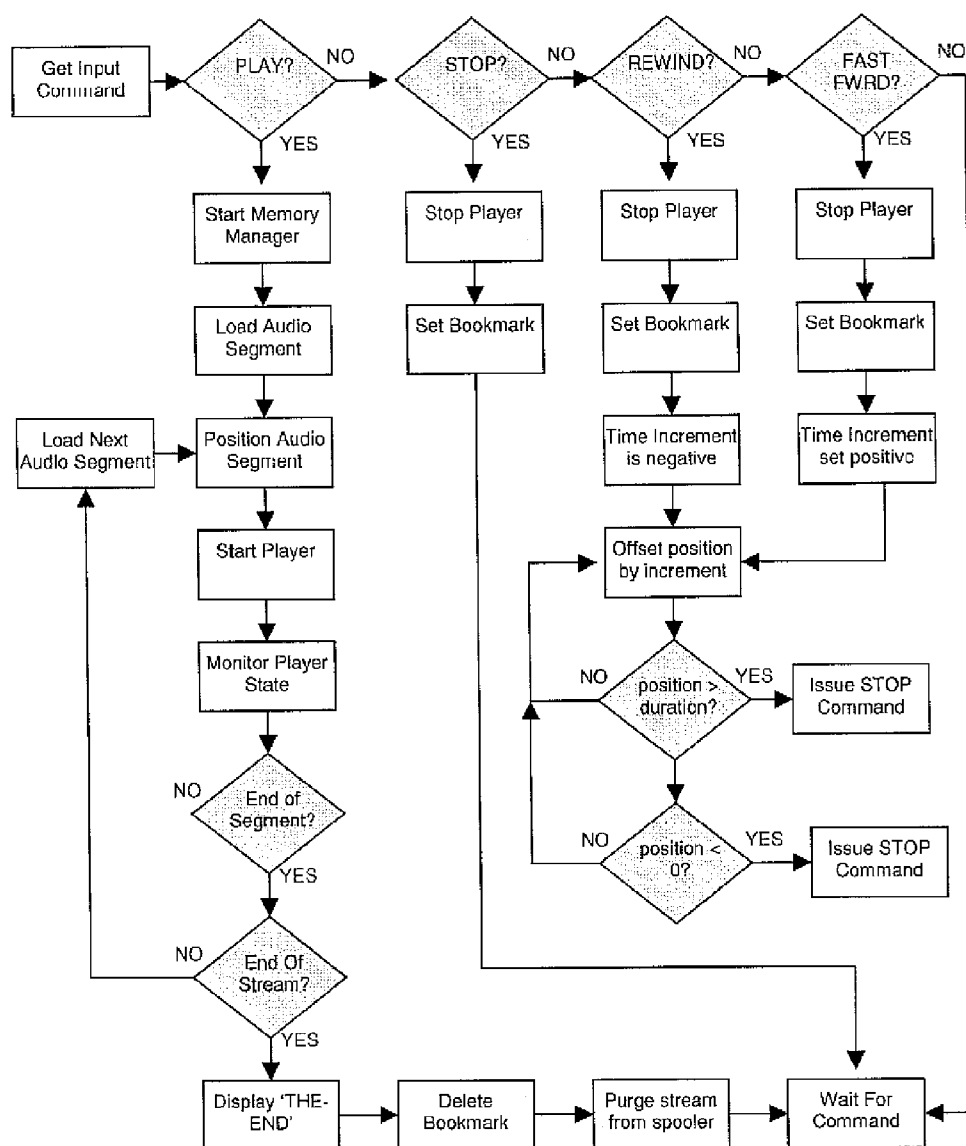 Get Input
Command
PLAY?
NO
STOP?
NO
REWIND?
NO
FAST
FW.RD?
NO
YES
YES
YES
YES
Start Memory
Manager
Stop Player
Stop Player
Stop Player
Load Audio
Segment
Set Bookmark
Set Bookmark
Set Bookmark
Load Next
Audio Segment
Position Audio
Segment
Time Increment
is negative
Time Increment
set positive
Start Player
Offset position
by increment
Monitor Player
State
NO
position >
duration?
YES
Issue STOP
Command
NO
End of
Segment?
YES
NO
position <
0?
YES
Issue STOP
Command
NO
End Of
Stream?
YES
Display 'THE-
END'
Delete
Bookmark
Purge stream
from spooler
Wait For
Command